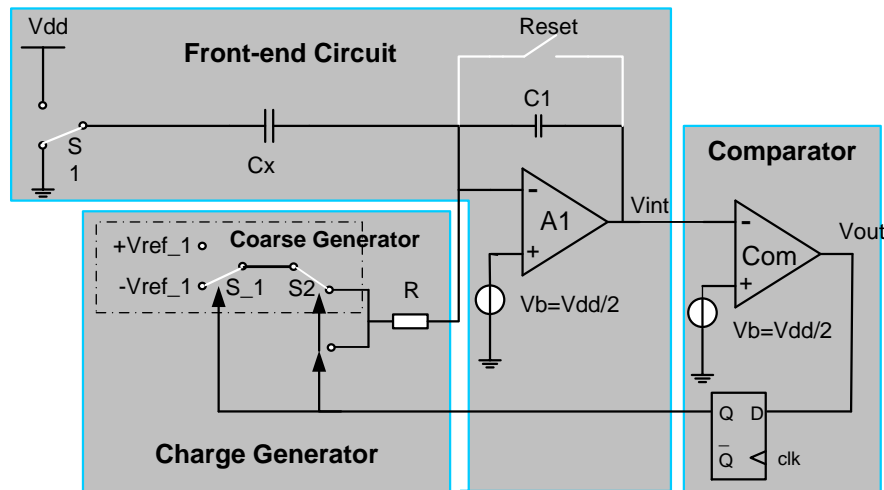 Vdd
Front-end Circuit
Reset
C1
S
1
Cx
Comparator
-
A1
+
Vint
-
Com
+
Vout
Vb=Vdd/2
Vb=Vdd/2
Coarse Generator
+Vref_1
-Vref_1
S_1
S2
R
Q
D
Q̅
clk
Charge Generator